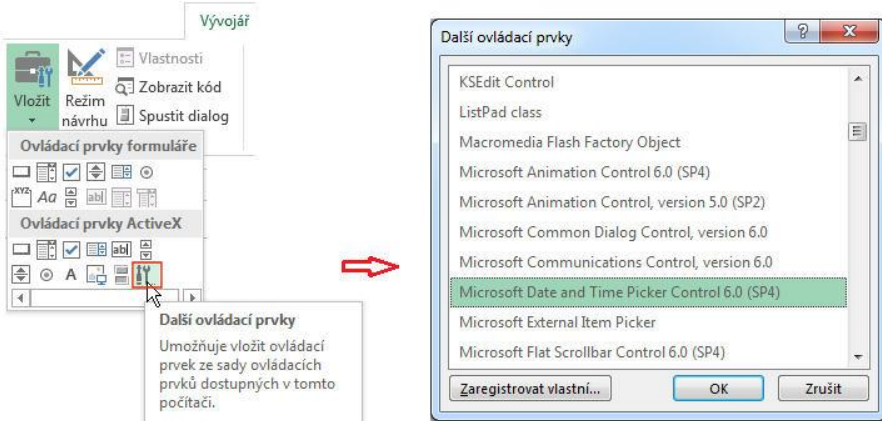 Vývojář
Vlastnosti
Zobrazit kód
Spustit dialog
Vložit
Režim
návrhu
Ovládací prvky formuláře
XYZ Aa ab|
Ovládací prvky ActiveX
ab|
A
Další ovládací prvky
Umožňuje vložit ovládací
prvek ze sady ovládacích
prvků dostupných v tomto
počítači.
Další ovládací prvky
KSEdit Control
ListPad class
Macromedia Flash Factory Object
Microsoft Animation Control 6.0 (SP4)
Microsoft Animation Control, version 5.0 (SP2)
Microsoft Common Dialog Control, version 6.0
Microsoft Communications Control, version 6.0
Microsoft Date and Time Picker Control 6.0 (SP4)
Microsoft External Item Picker
Microsoft Flat Scrollbar Control 6.0 (SP4)
Zaregistrovat vlastní...
OK
Zrušit